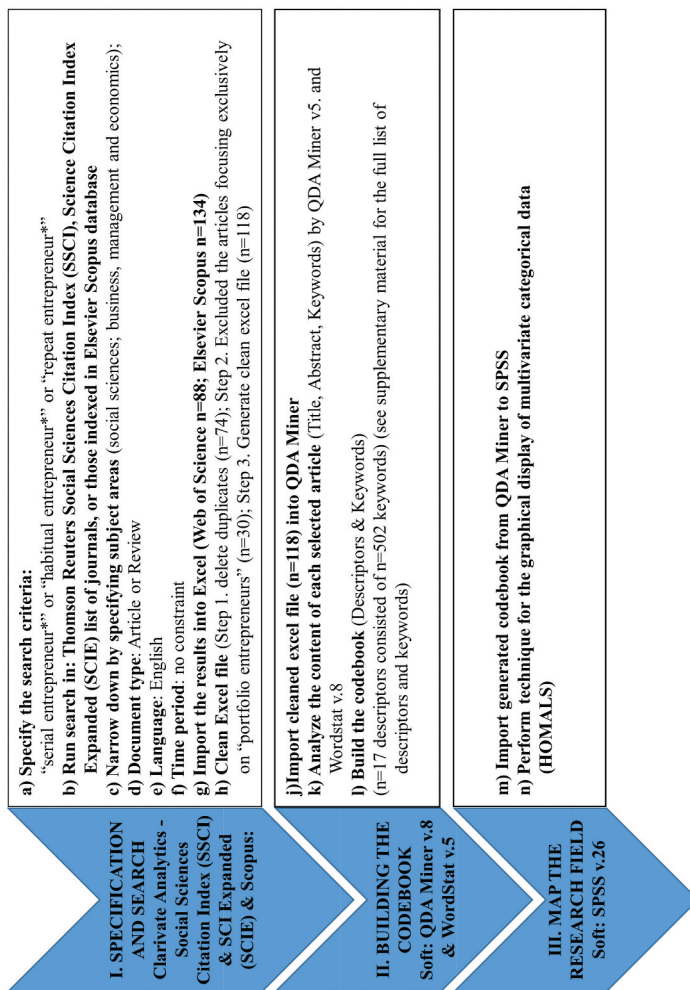 I. SPECIFICATION
AND SEARCH
Clarivate Analytics -
Social Sciences
Citation Index (SSCI)
& SCI Expanded
(SCIE) & Scopus:
a) Specify the search criteria:
“serial entrepreneur*” or “habitual entrepreneur*” or “repeat entrepreneur*”
b) Run search in: Thomson Reuters Social Sciences Citation Index (SSCI), Science Citation Index
Expanded (SCIE) list of journals, or those indexed in Elsevier Scopus database
c) Narrow down by specifying subject areas (social sciences; business, management and economics);
d) Document type: Article or Review
e) Language: English
f) Time period: no constraint
g) Import the results into Excel (Web of Science n=88; Elsevier Scopus n=134)
h) Clean Excel file (Step 1. delete duplicates (n=74); Step 2. Excluded the articles focusing exclusively
on “portfolio entrepreneurs” (n=30); Step 3. Generate clean excel file (n=118)
II. BUILDING THE
CODEBOOK
Soft: QDA Miner v.8
& WordStat v.5
j)Import cleaned excel file (n=118) into QDA Miner
k) Analyze the content of each selected article (Title, Abstract, Keywords) by QDA Miner v5. and
Wordstat v.8
l) Build the codebook (Descriptors & Keywords)
(n=17 descriptors consisted of n=502 keywords) (see supplementary material for the full list of
descriptors and keywords)
III. MAP THE
RESEARCH FIELD
Soft: SPSS v.26
m) Import generated codebook from QDA Miner to SPSS
n) Perform technique for the graphical display of multivariate categorical data
(HOMALS)